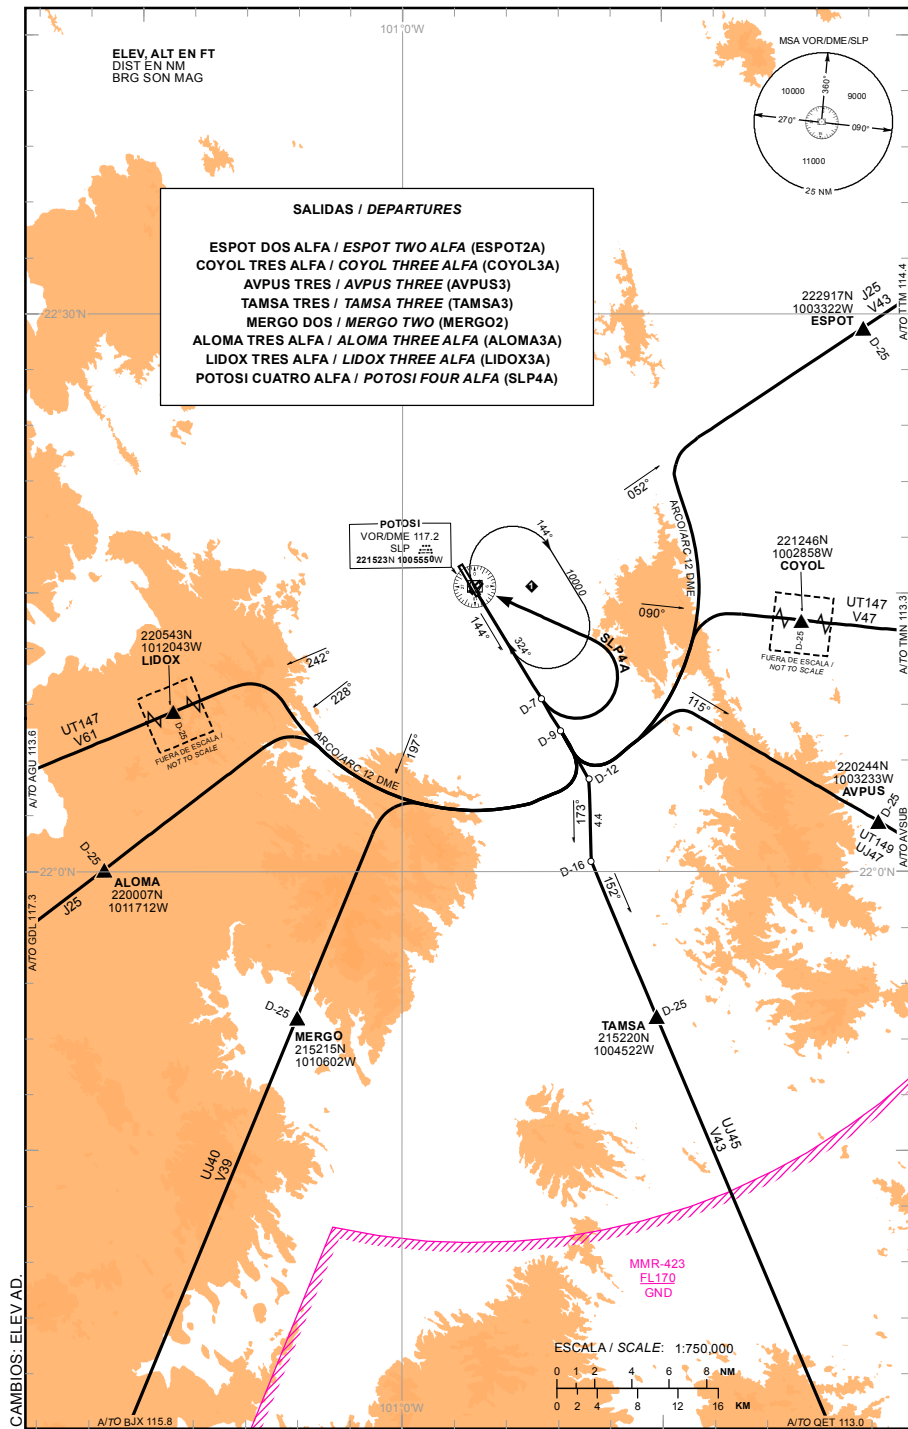 101°0'W
ELEV, ALT EN FT
DIST EN NM
BRG SON MAG
MSA VOR/DME/SLP
10000
360°
9000
270°
090°
11000
25 NM
SALIDAS / DEPARTURES
ESPOT DOS ALFA / ESPOT TWO ALFA (ESPOT2A)
COYOL TRES ALFA / COYOL THREE ALFA (COYOL3A)
AVPUS TRES / AVPUS THREE (AVPUS3)
TAMSA TRES / TAMSA THREE (TAMSA3)
MERGO DOS / MERGO TWO (MERGO2)
ALOMA TRES ALFA / ALOMA THREE ALFA (ALOMA3A)
LIDOX TRES ALFA / LIDOX THREE ALFA (LIDOX3A)
POTOSI CUATRO ALFA / POTOSI FOUR ALFA (SLP4A)
22°30'N
222917N
1003322W
ESPOT
J25
V43
A/TO TTM 114.4
D-25
052°
ARCO/ARC 12 DME
POTOSI
VOR/DME 117.2
SLP
221523N 1005550W
144°
10000
1
144°
324°
SLP4A
090°
221246N
1002858W
COYOL
D-25
FUERA DE ESCALA /
NOT TO SCALE
UT147
V47
A/TO TMN 113.3
220543N
1012043W
LIDOX
D-25
FUERA DE ESCALA /
NOT TO SCALE
UT147
V61
A/TO AGU 113.6
242°
228°
197°
ARCO/ARC 12 DME
D-7
D-9
D-12
115°
220244N
1003233W
AVPUS
D-25
UT149
UJ47
A/TO AVSUB
173°
4.4
D-16
152°
22°0'N
22°0'N
D-25
ALOMA
220007N
1011712W
J25
A/TO GDL 117.3
D-25
MERGO
215215N
1010602W
D-25
TAMSA
215220N
1004522W
UJ40
V39
UJ45
V43
MMR-423
FL170
GND
ESCALA / SCALE: 1:750,000
0 1 2 4 6 8 NM
0 2 4 8 12 16 KM
CAMBIOS: ELEV AD.
A/TO BJX 115.8
101°0'W
A/TO QET 113.0